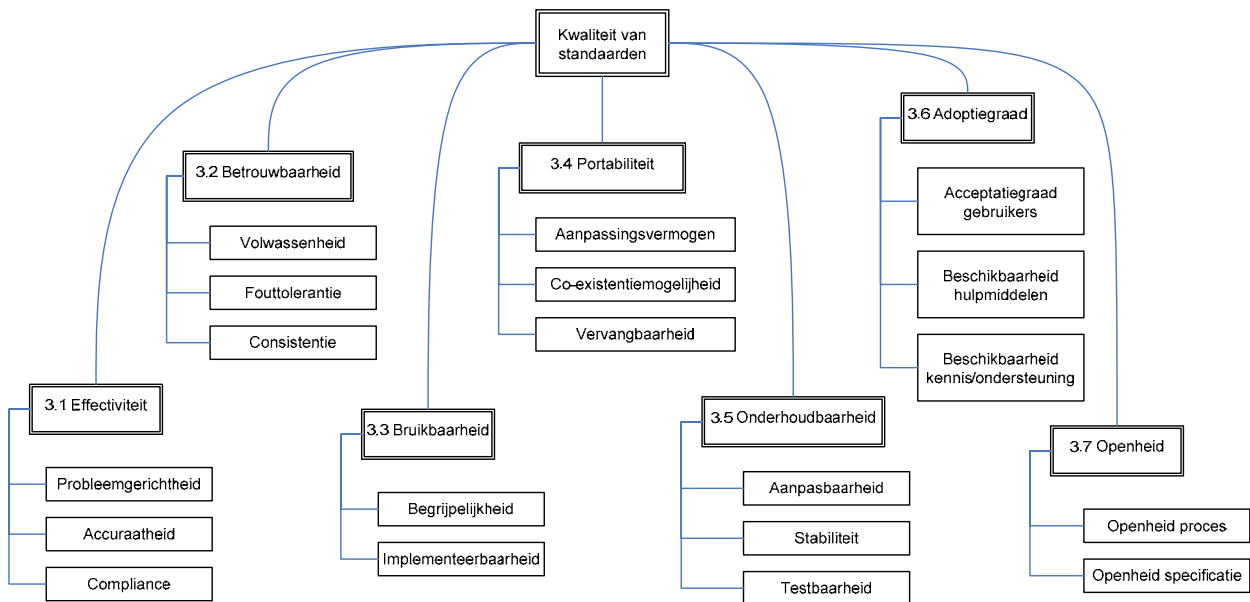 Kwaliteit van
standaarden
3.1 Effectiviteit
Probleemgerichtheid
Accuraatheid
Compliance
3.2 Betrouwbaarheid
Volwassenheid
Fouttolerantie
Consistentie
3.3 Bruikbaarheid
Begrijpelijkheid
Implementeerbaarheid
3.4 Portabiliteit
Aanpassingsvermogen
Co-existentiemogelijheid
Vervangbaarheid
3.5 Onderhoudbaarheid
Aanpasbaarheid
Stabiliteit
Testbaarheid
3.6 Adoptiegraad
Acceptatiegraad
gebruikers
Beschikbaarheid
hulpmiddelen
Beschikbaarheid
kennis/ondersteuning
3.7 Openheid
Openheid proces
Openheid specificatie